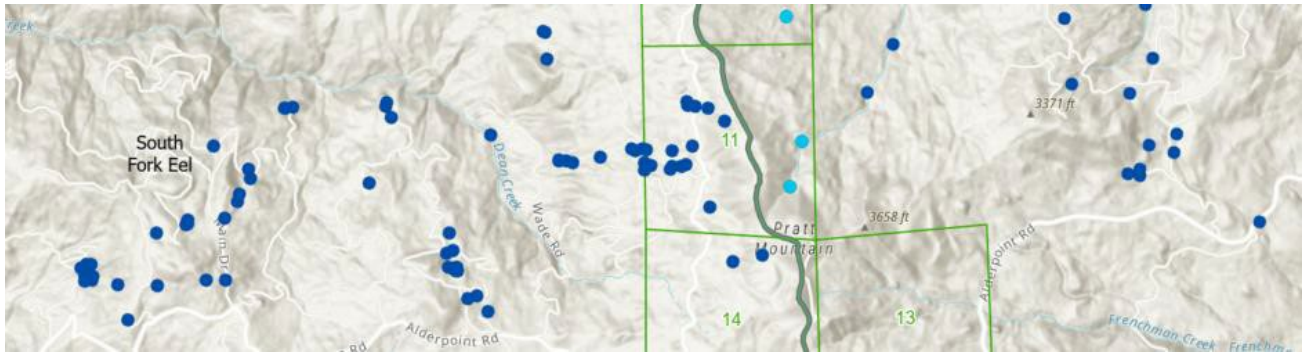 Creek
3371 ft
South
Fork Eel
11
Dean Creek
Wade Rd
3658 ft
Pratt
Mountain
Alderpoint Rd
14
13
Alderpoint Rd
Frenchman Creek